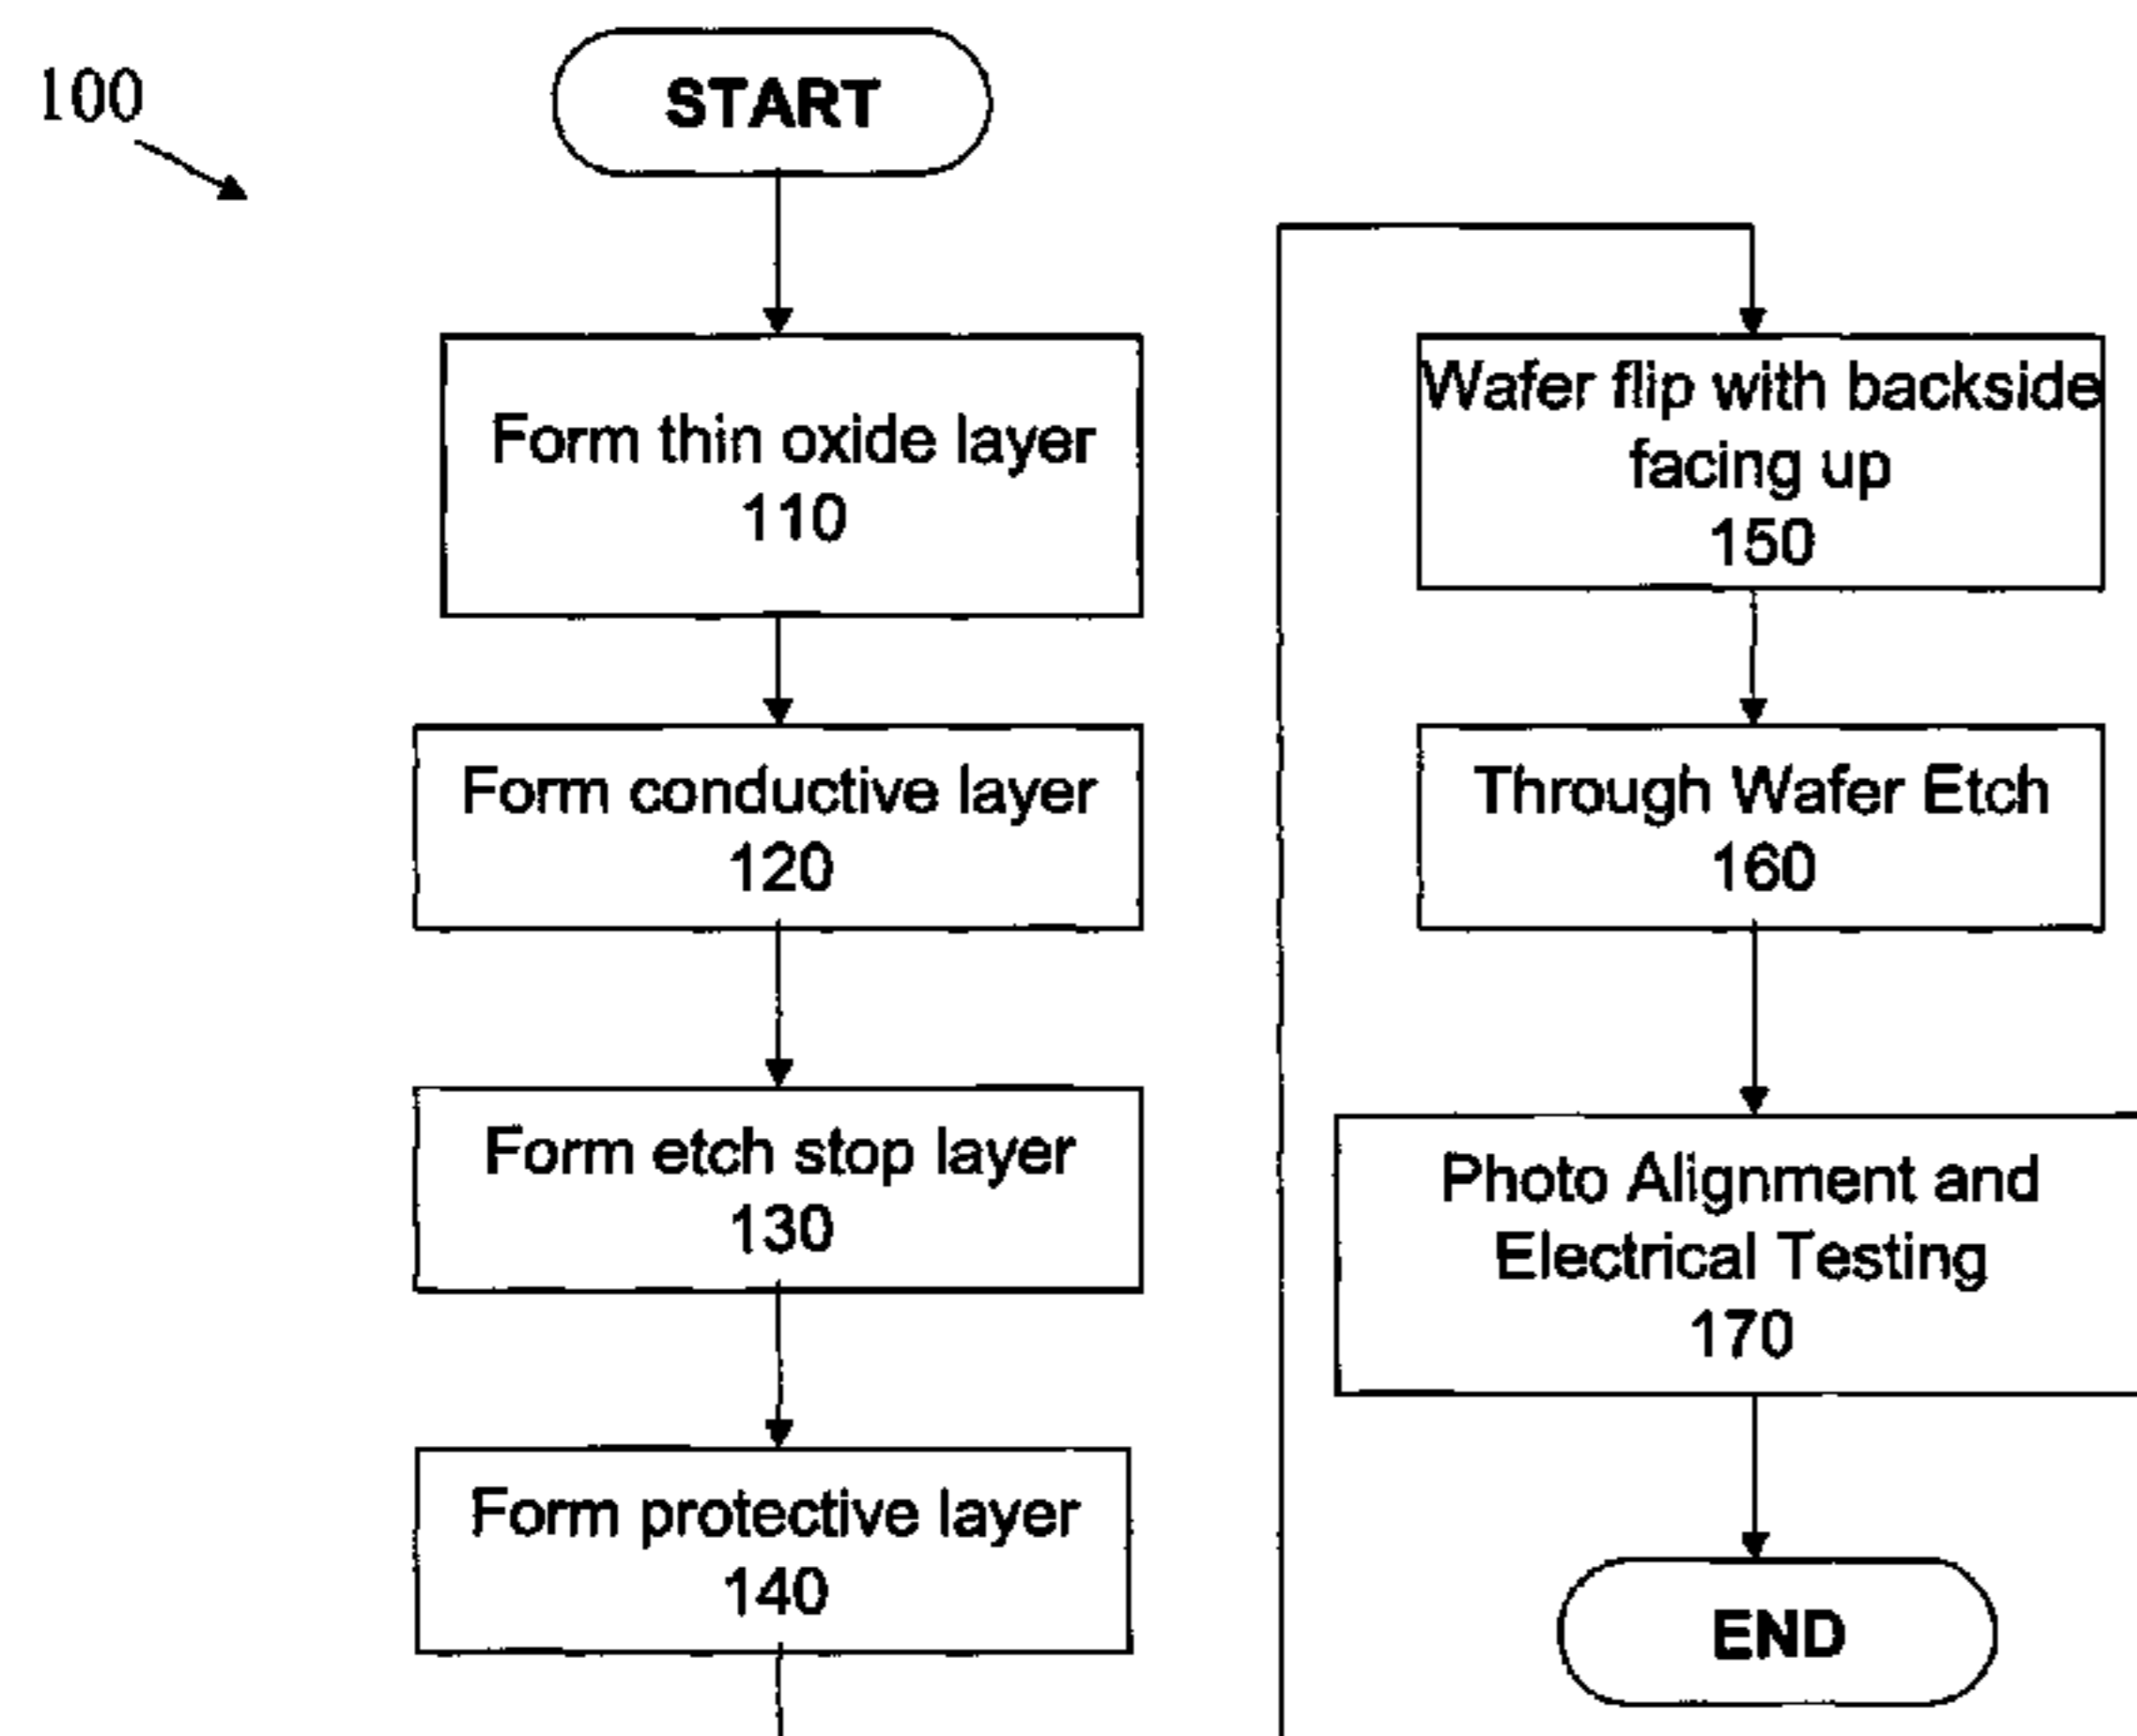 100
START
Form thin oxide layer
110
Form conductive layer
120
Form etch stop layer
130
Form protective layer
140
Wafer flip with backside
facing up
150
Through Wafer Etch
160
Photo Alignment and
Electrical Testing
170
END